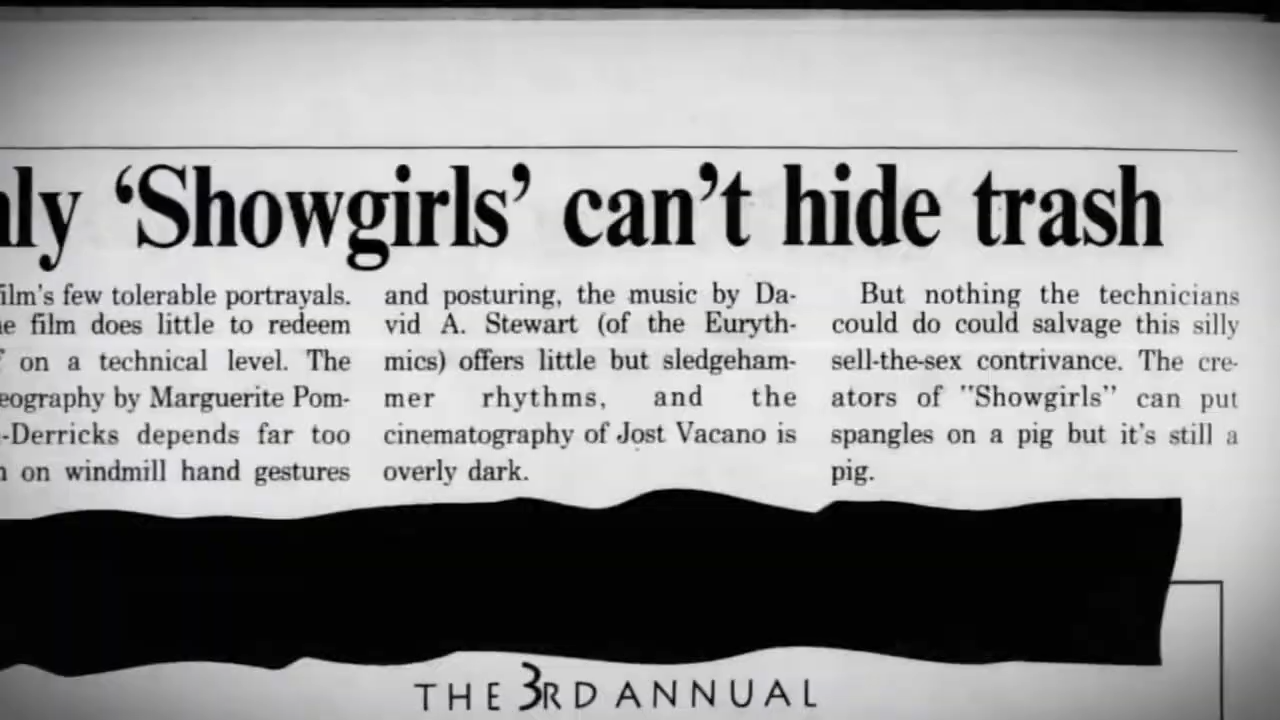 ‘Showgirls’ can’t hide trash
film's few tolerable portrayals.
film does little to redeem
on a technical level. The
by Marguerite Pom-
-Derricks depends far too
on windmill hand gestures
and posturing, the music by Da-
vid A. Stewart (of the Euryth-
mics) offers little but sledgeham-
mer rhythms, and the
cinematography of Jost Vacano is
overly dark.
But nothing the technicians
could do could salvage this silly
sell-the-sex contrivance. The cre-
ators of "Showgirls" can put
spangles on a pig but it's still a
pig.
THE 3RD ANNUAL